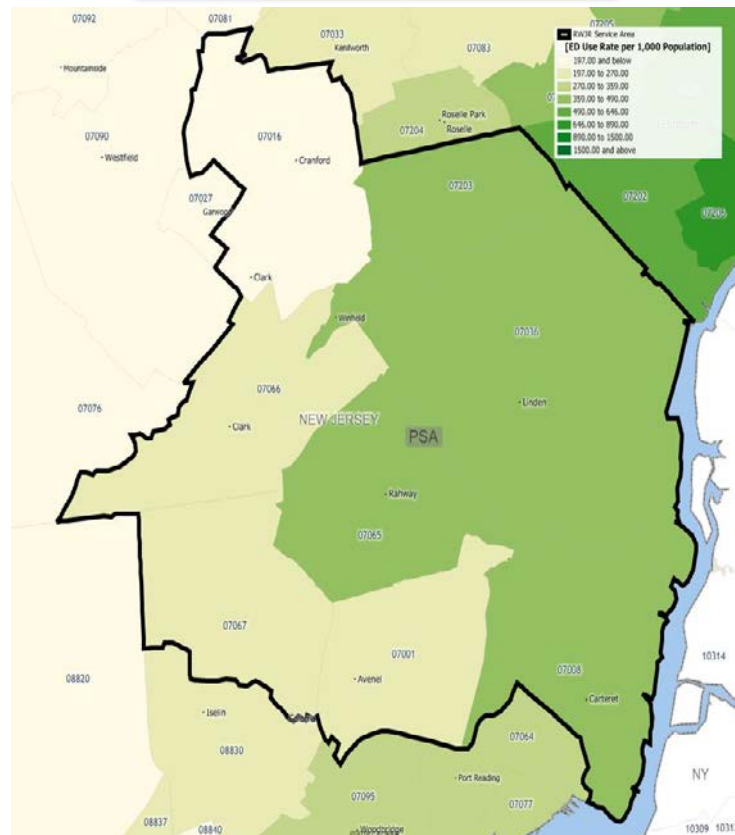 07092
07081
07033
Kenilworth
07083
07205
RWJR Service Area
[ED Use Rate per 1,000 Population]
197.00 and below
197.00 to 270.00
270.00 to 359.00
359.00 to 490.00
490.00 to 646.00
646.00 to 890.00
890.00 to 1500.00
1500.00 and above
Mountainside
Roselle Park
07204
Roselle
07090
Westfield
07016
Cranford
07203
07027
Garwood
07202
07206
Clark
Winfield
07036
07066
07076
Clark
NEW JERSEY
Linden
PSA
Rahway
07065
07067
07001
10314
08820
Avenel
07008
Carteret
Iselin
08830
07064
Port Reading
NY
07095
07077
08837
08840
Woodbridge
10309